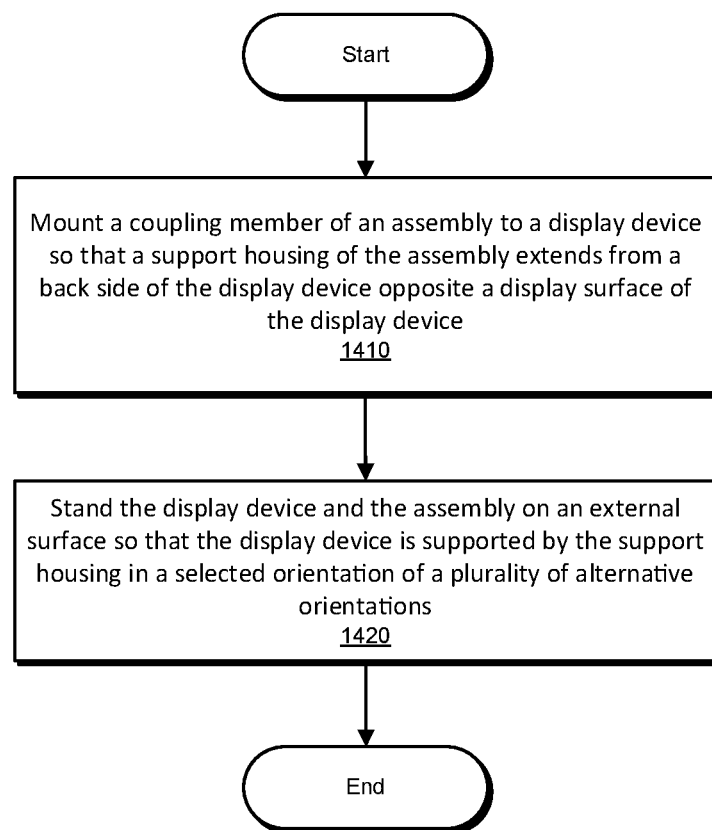 Start
Mount a coupling member of an assembly to a display device
so that a support housing of the assembly extends from a
back side of the display device opposite a display surface of
the display device
1410
Stand the display device and the assembly on an external
surface so that the display device is supported by the support
housing in a selected orientation of a plurality of alternative
orientations
1420
End